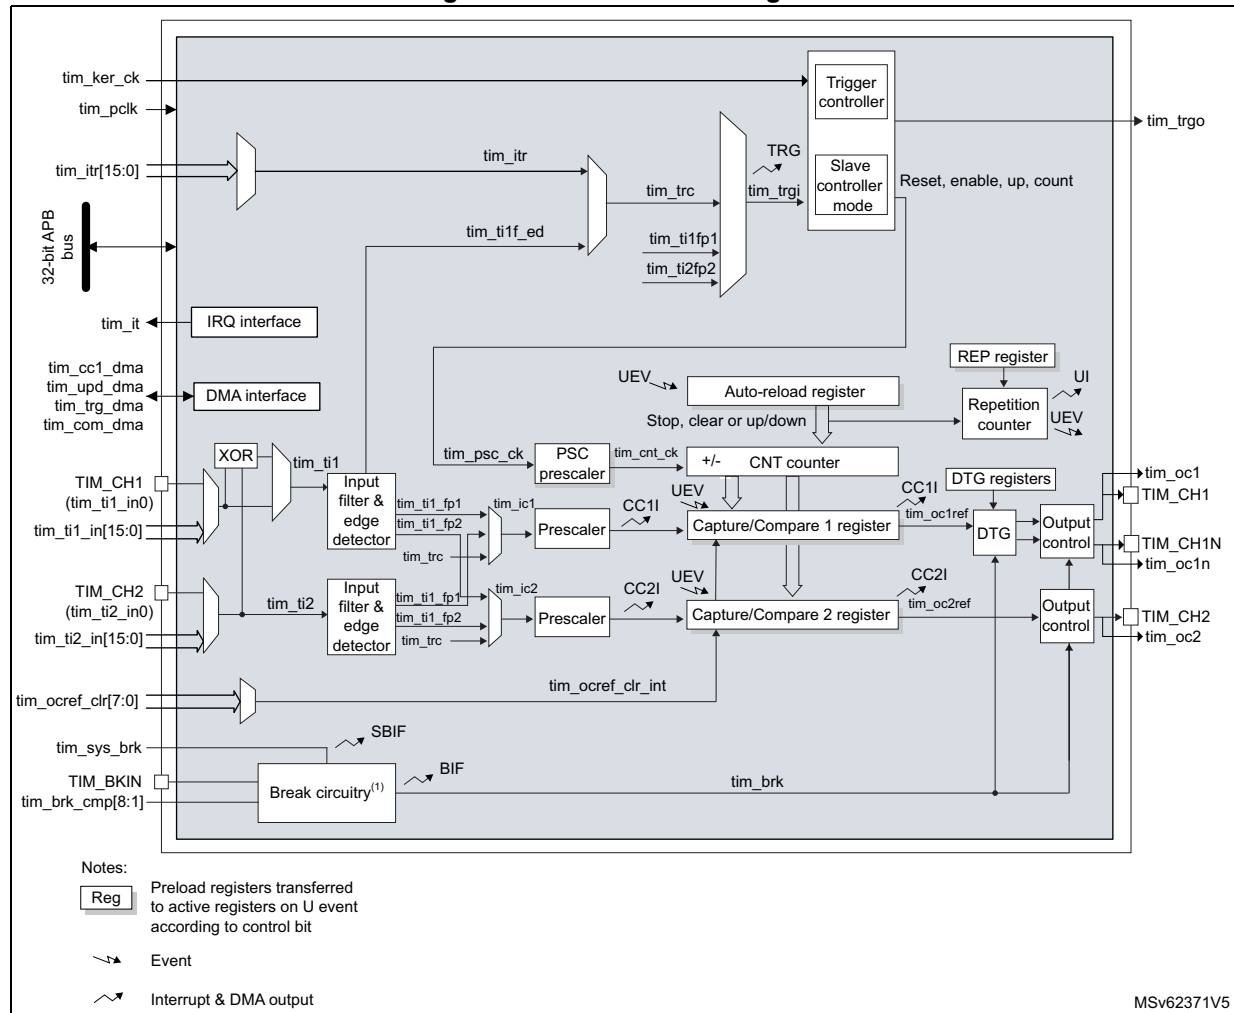 tim_ker_ck
tim_pclk
Trigger
controller
tim_trgo
tim_itr[15:0]
tim_itr
TRG
tim_trc
tim_trgi
Slave
controller
mode
Reset, enable, up, count
32-bit APB
bus
tim_ti1f_ed
tim_ti1fp1
tim_ti2fp2
tim_it
IRQ interface
tim_cc1_dma
tim_upd_dma
tim_trg_dma
tim_com_dma
DMA interface
REP register
UEV
Auto-reload register
UI
Repetition
counter
UEV
Stop, clear or up/down
XOR
tim_ti1
tim_psc_ck
PSC
prescaler
tim_cnt_ck
+/-
CNT counter
TIM_CH1
(tim_ti1_in0)
tim_ti1_in[15:0]
Input
filter &
edge
detector
tim_ti1_fp1
tim_ti1_fp2
tim_trc
tim_ic1
Prescaler
CC1I
UEV
Capture/Compare 1 register
CC1I
tim_oc1ref
DTG registers
DTG
Output
control
tim_oc1
TIM_CH1
TIM_CH1N
tim_oc1n
TIM_CH2
(tim_ti2_in0)
tim_ti2_in[15:0]
tim_ti2
Input
filter &
edge
detector
tim_ti1_fp1
tim_ti1_fp2
tim_trc
tim_ic2
Prescaler
CC2I
UEV
Capture/Compare 2 register
CC2I
tim_oc2ref
Output
control
TIM_CH2
tim_oc2
tim_ocref_clr[7:0]
tim_ocref_clr_int
tim_sys_brk
SBIF
TIM_BKIN
tim_brk_cmp[8:1]
Break circuitry(1)
BIF
tim_brk
Notes:
Reg
Preload registers transferred
to active registers on U event
according to control bit
Event
Interrupt & DMA output
MSv62371V5